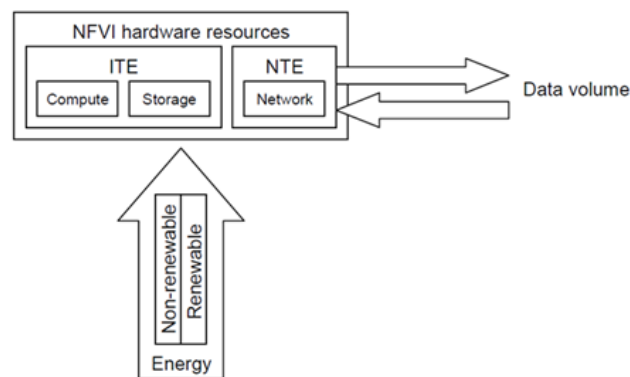 NFVI hardware resources
ITE
NTE
Compute
Storage
Network
Data volume
Non-renewable
Renewable
Energy